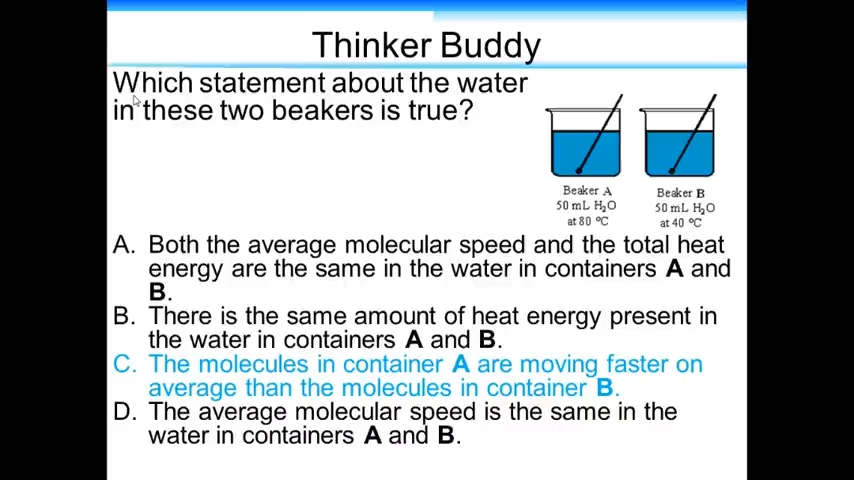 Thinker Buddy
Which statement about the water
in these two beakers is true?
Beaker A
50 mL H₂O
at 80 ºC
Beaker B
50 mL H₂O
at 40 ºC
A. Both the average molecular speed and the total heat
energy are the same in the water in containers A and
B.
B. There is the same amount of heat energy present in
the water in containers A and B.
C. The molecules in container A are moving faster on
average than the molecules in container B.
D. The average molecular speed is the same in the
water in containers A and B.